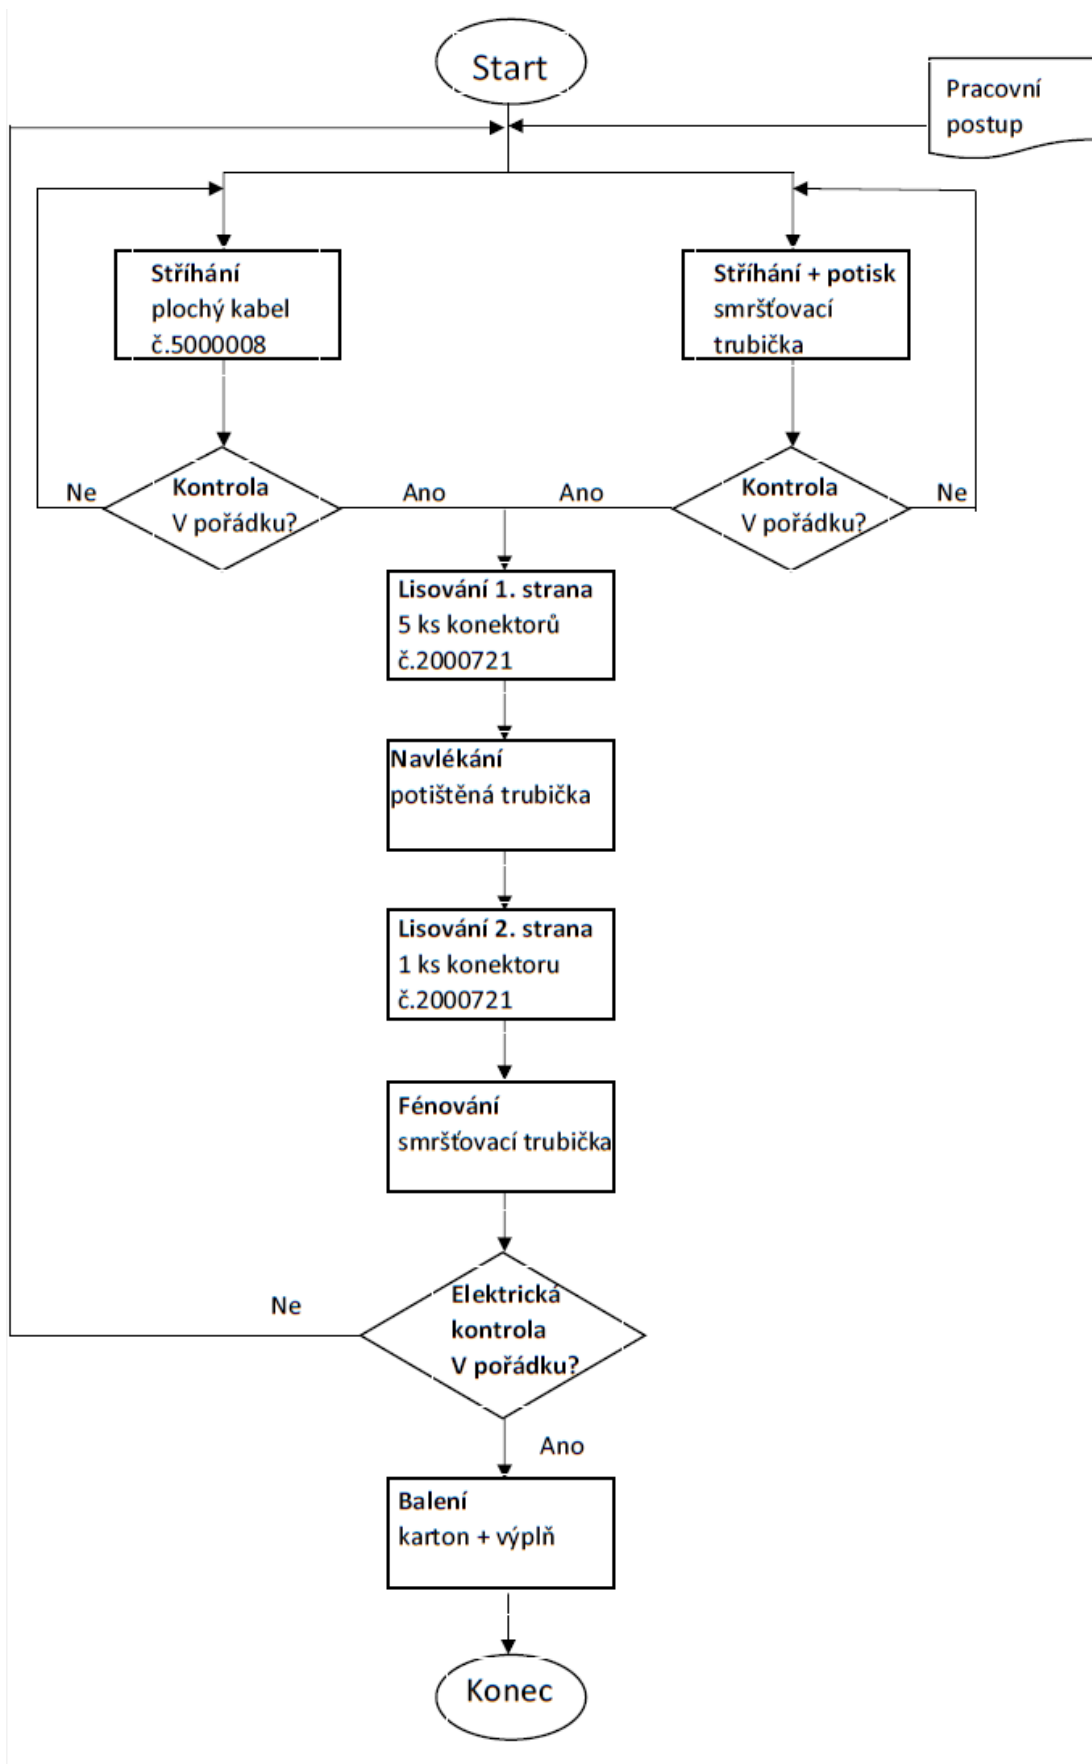 Start
Pracovní
postup
Stříhání
plochý kabel
č.5000008
Stříhání + potisk
smršťovací
trubička
Ne
Kontrola
V pořádku?
Ano
Ano
Kontrola
V pořádku?
Ne
Lisování 1. strana
5 ks konektorů
č.2000721
Navlékání
potištěná trubička
Lisování 2. strana
1 ks konektoru
č.2000721
Fénování
smršťovací trubička
Ne
Elektrická
kontrola
V pořádku?
Ano
Balení
karton + výplň
Konec